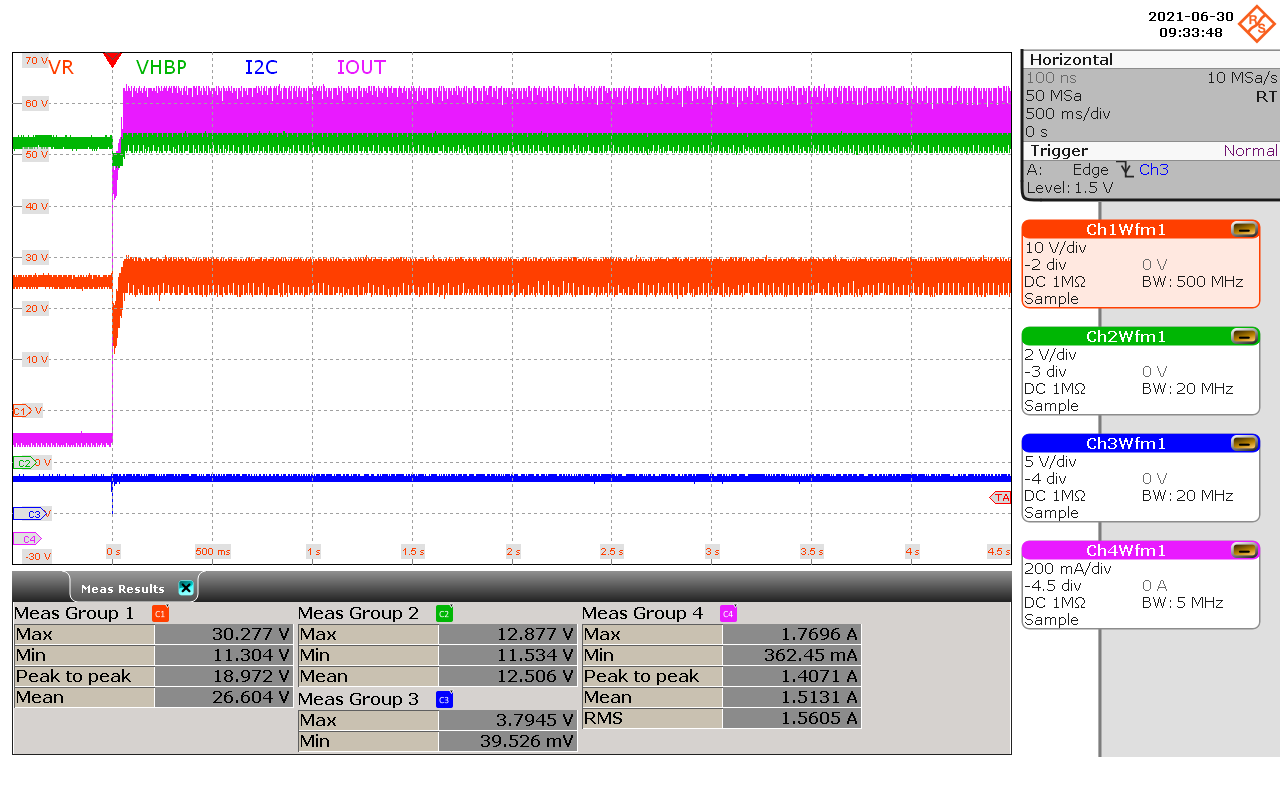 2021-06-30
09:33:48
R&S
70 V
VR
VHBP
I2C
IOUT
60 V
50 V
40 V
30 V
20 V
10 V
C1
V
C2
0 V
C3
V
C4
-30 V
0 s
500 ms
1 s
1.5 s
2 s
2.5 s
3 s
3.5 s
4 s
4.5 s
TA
Horizontal
100 ns
10 MSa/s
50 MSa
RT
500 ms/div
0 s
Trigger
Normal
A:
Edge
Ch3
Level: 1.5 V
Ch1Wfm1
10 V/div
-2 div
0 V
DC 1MΩ
BW: 500 MHz
Sample
Ch2Wfm1
2 V/div
-3 div
0 V
DC 1MΩ
BW: 20 MHz
Sample
Ch3Wfm1
5 V/div
-4 div
0 V
DC 1MΩ
BW: 20 MHz
Sample
Ch4Wfm1
200 mA/div
-4.5 div
0 A
DC 1MΩ
BW: 5 MHz
Sample
Meas Results
Meas Group 1
C1
Max
30.277 V
Min
11.304 V
Peak to peak
18.972 V
Mean
26.604 V
Meas Group 2
C2
Max
12.877 V
Min
11.534 V
Mean
12.506 V
Meas Group 3
C3
Max
3.7945 V
Min
39.526 mV
Meas Group 4
C4
Max
1.7696 A
Min
362.45 mA
Peak to peak
1.4071 A
Mean
1.5131 A
RMS
1.5605 A